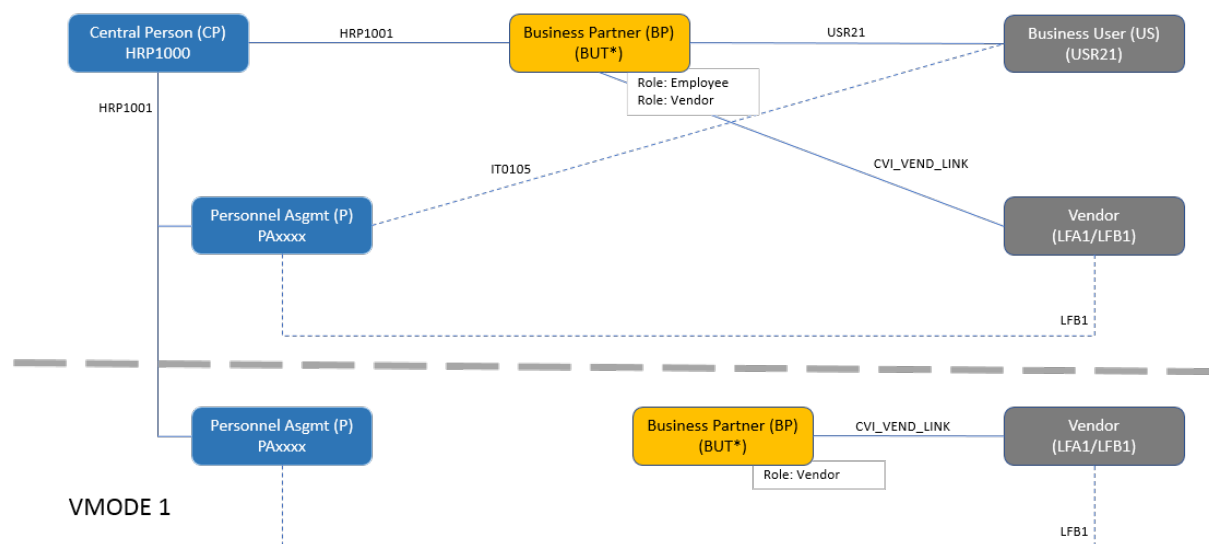 Central Person (CP)
HRP1000
HRP1001
Business Partner (BP)
(BUT*)
USR21
Business User (US)
(USR21)
Role: Employee
Role: Vendor
HRP1001
IT0105
CVI_VEND_LINK
Personnel Asgmt (P)
PAxxxx
Vendor
(LFA1/LFB1)
LFB1
Personnel Asgmt (P)
PAxxxx
Business Partner (BP)
(BUT*)
CVI_VEND_LINK
Vendor
(LFA1/LFB1)
Role: Vendor
VMODE 1
LFB1